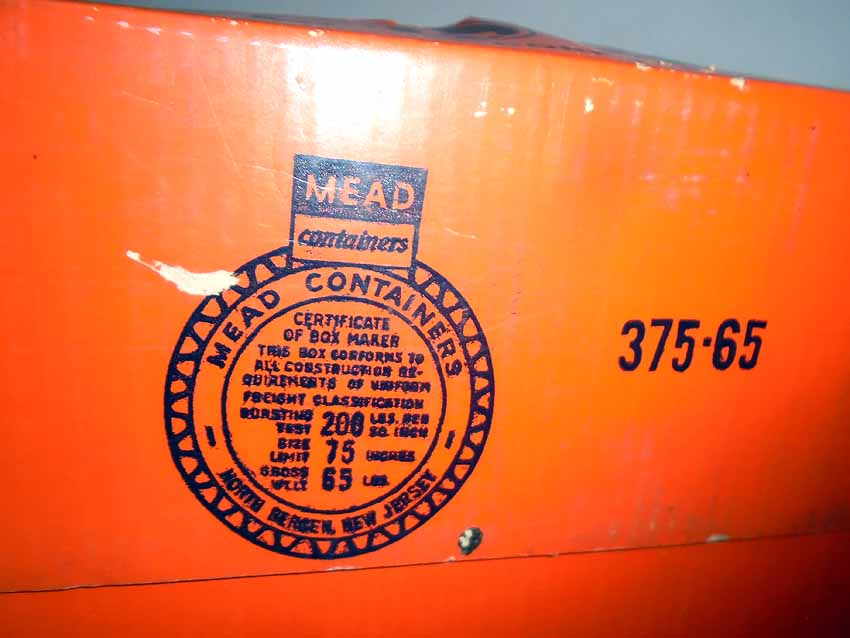 MEAD
containers
MEAD CONTAINERS
CERTIFICATE
OF BOX MAKER
THIS BOX CONFORMS TO
ALL CONSTRUCTION RE-
QUIREMENTS OF UNIFORM
FREIGHT CLASSIFICATION
BURSTING TEST 200 LBS. PER SQ. INCH
SIZE LIMIT 75 INCHES
GROSS WT. LT. 65 LBS.
NORTH BERGEN, NEW JERSEY
375-65